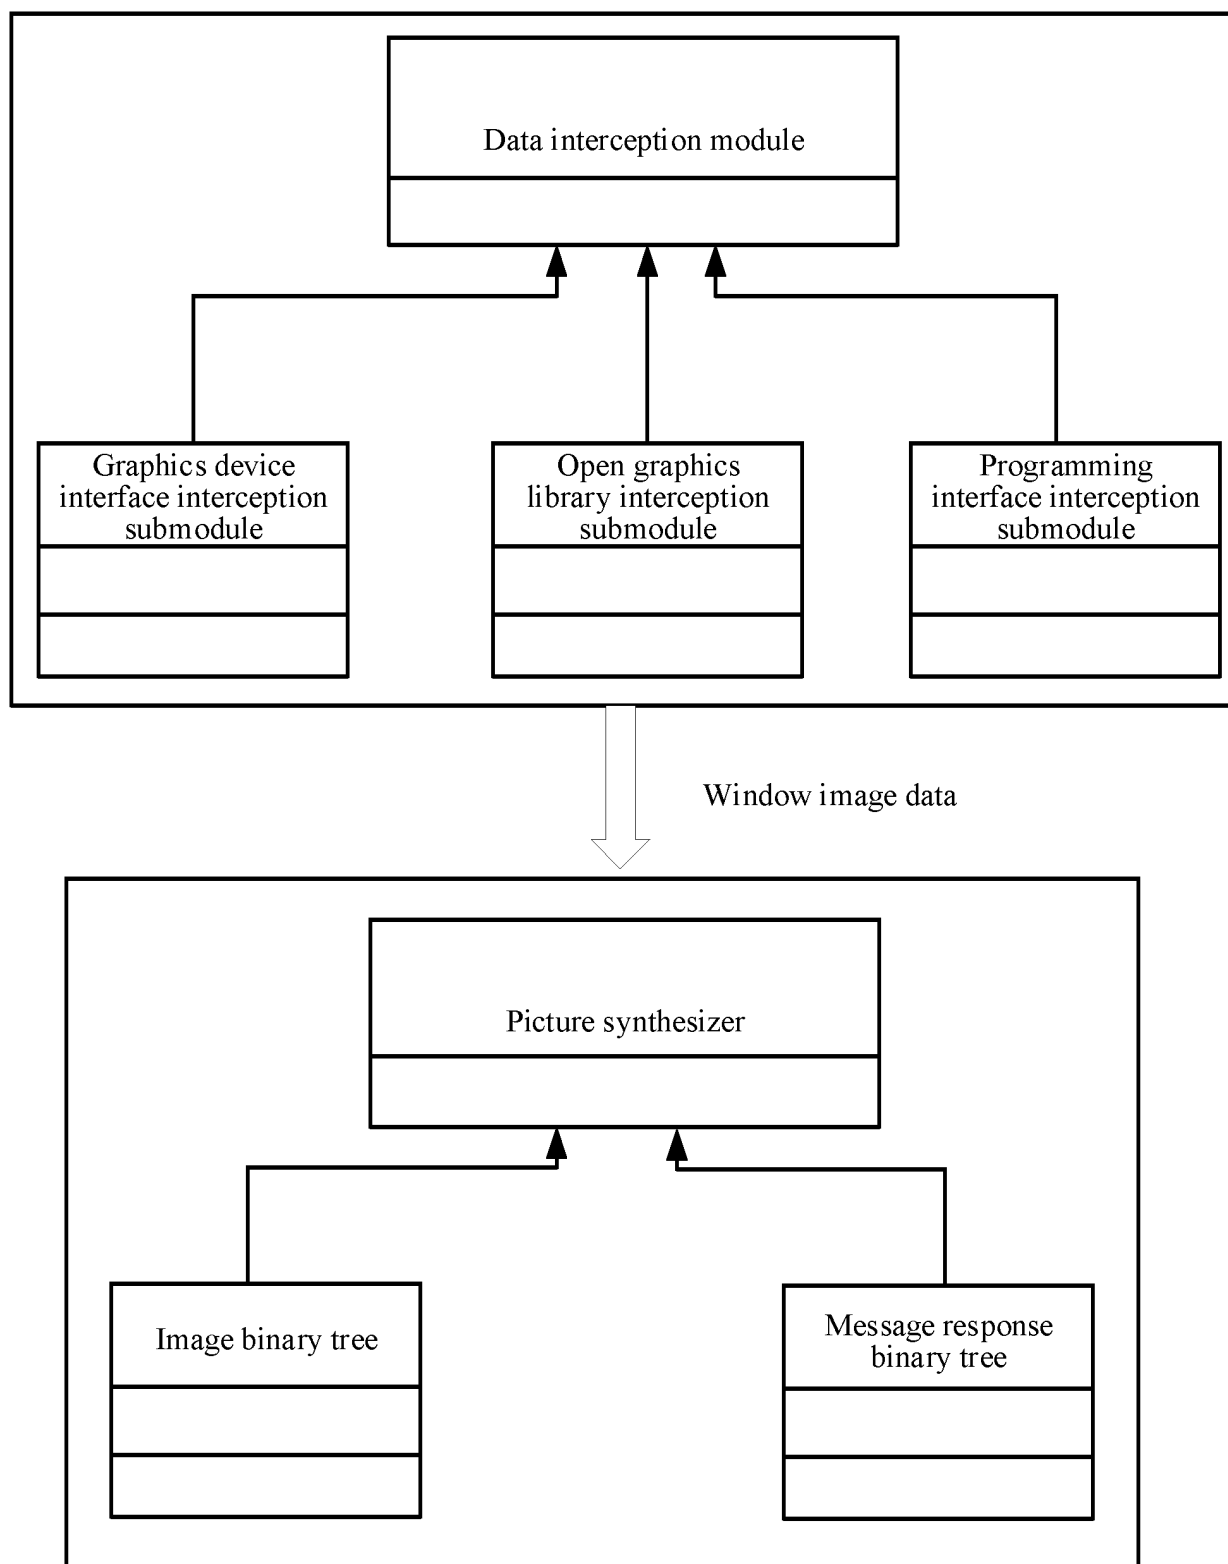 Data interception module
Graphics device
interface interception
submodule
Open graphics
library interception
submodule
Programming
interface interception
submodule
Window image data
Picture synthesizer
Image binary tree
Message response
binary tree